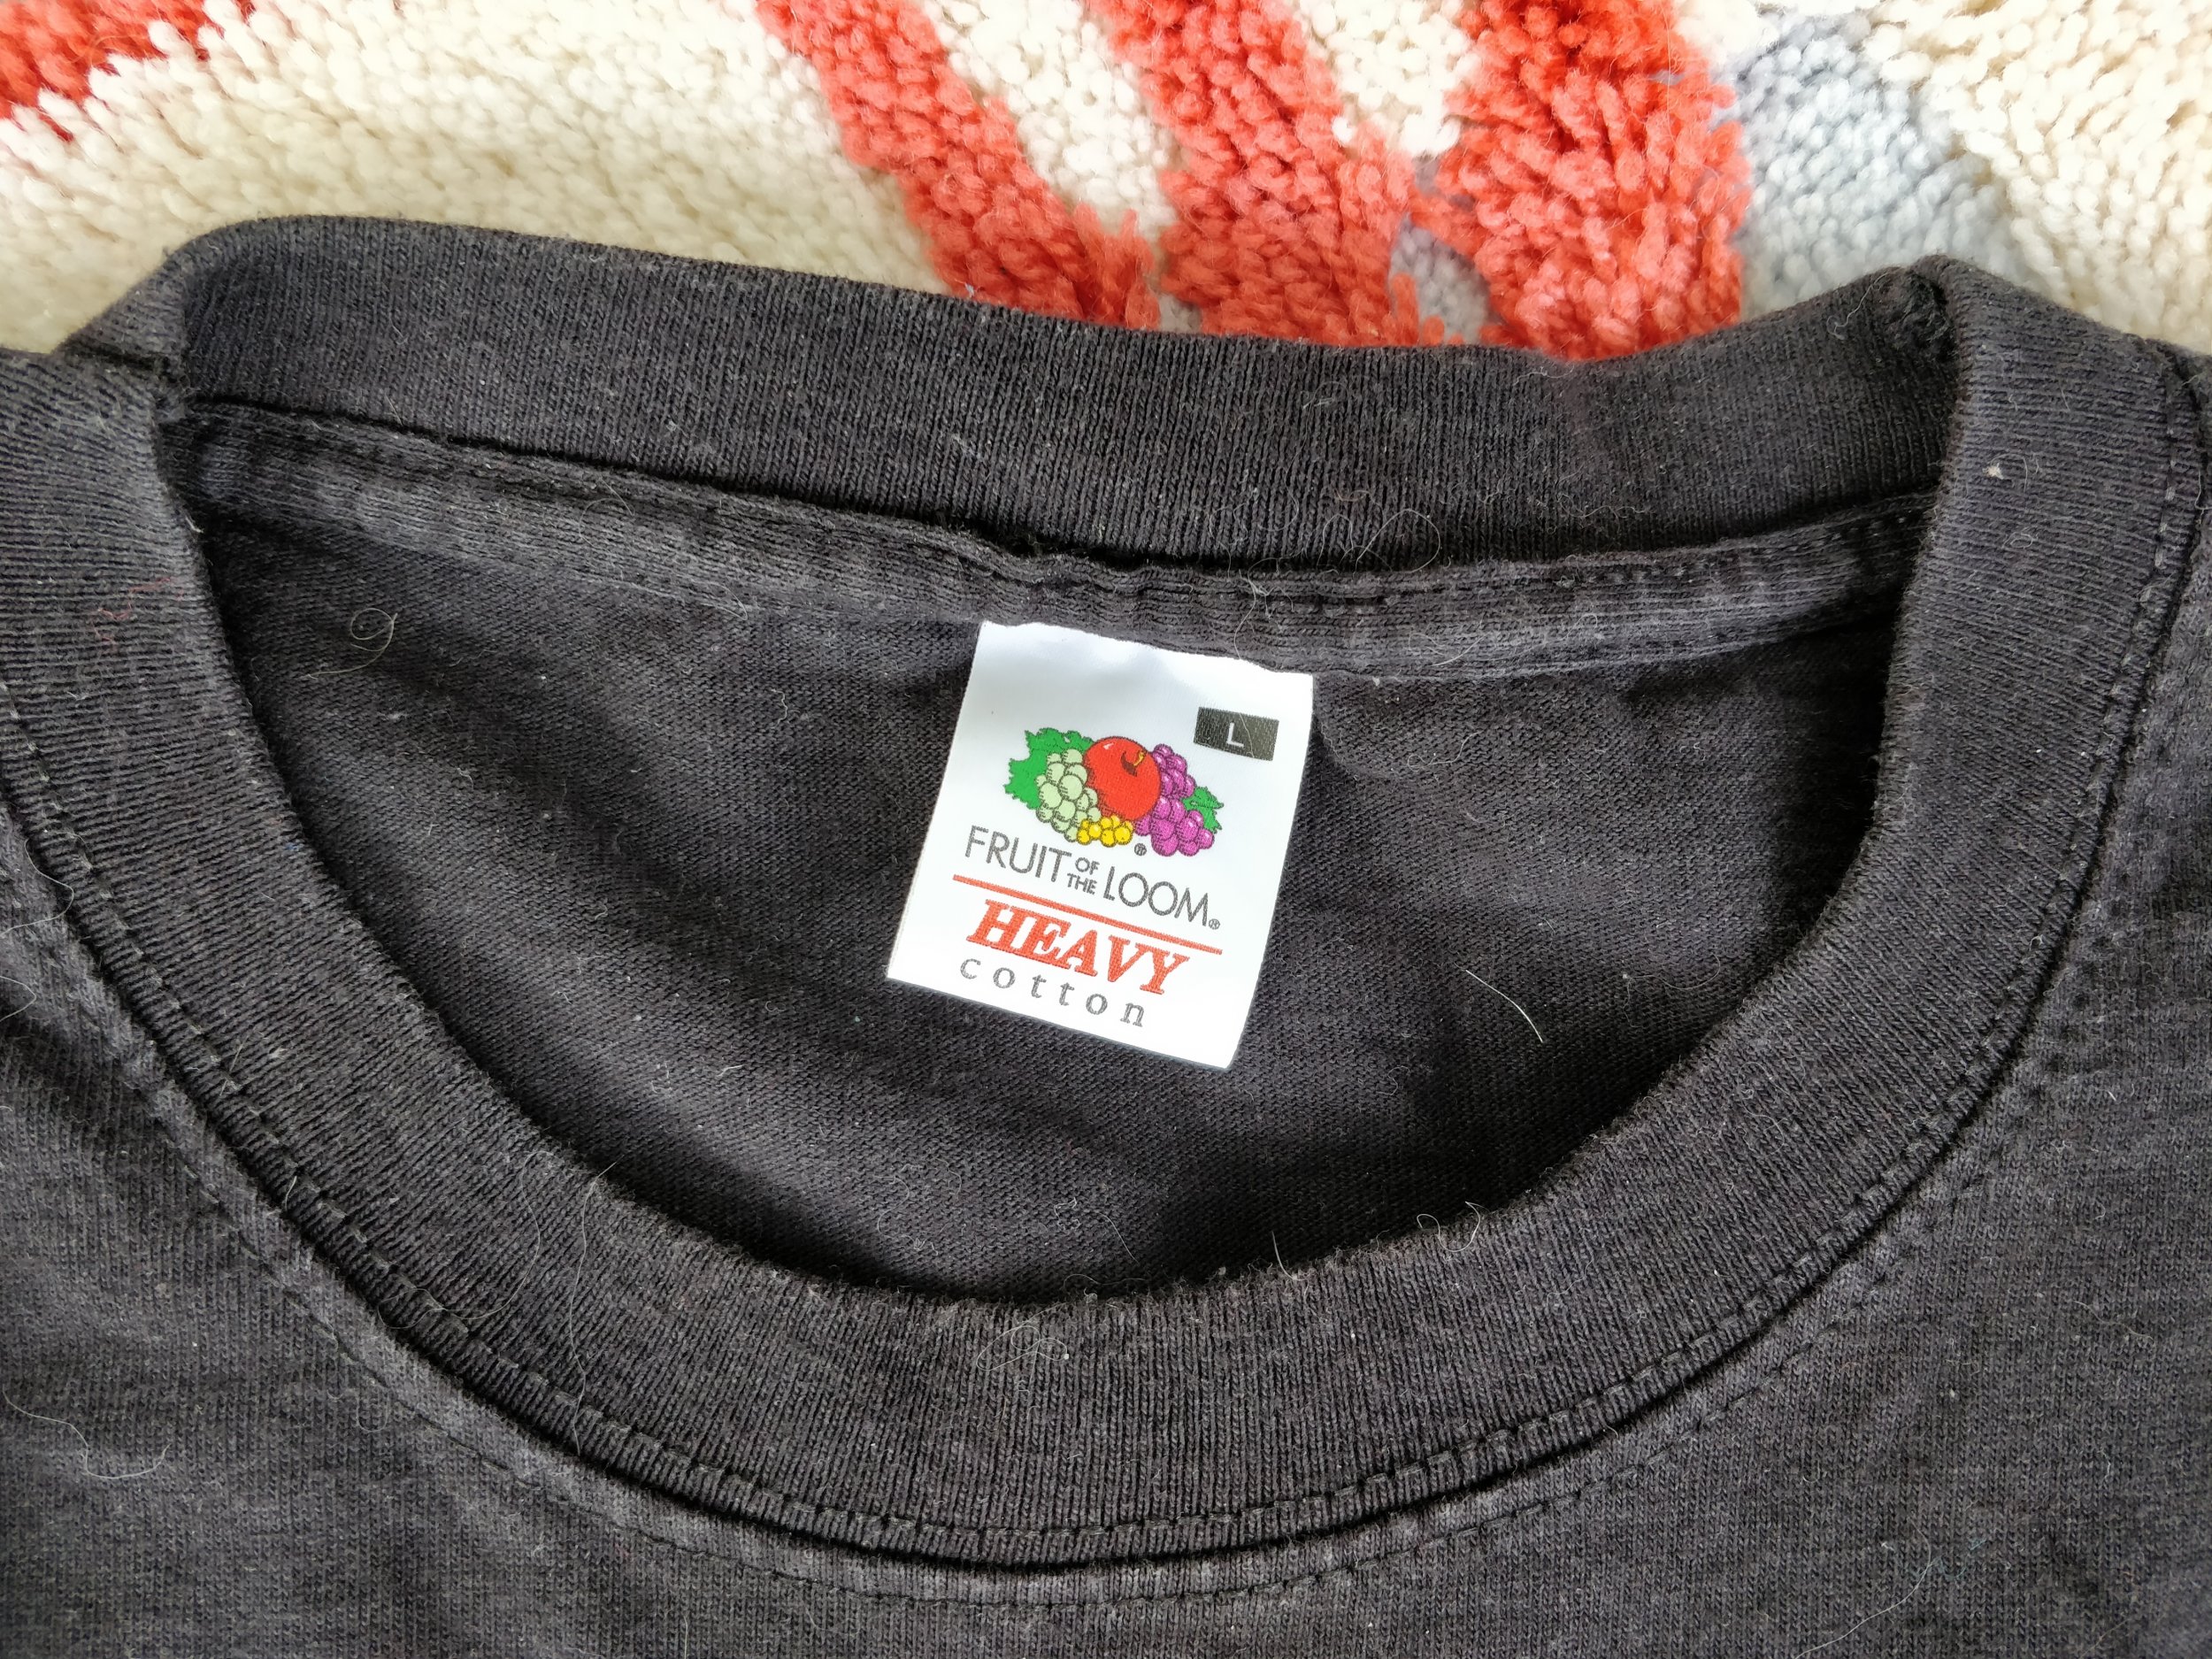 L
®
FRUIT OF THE LOOM®
HEAVY
cotton